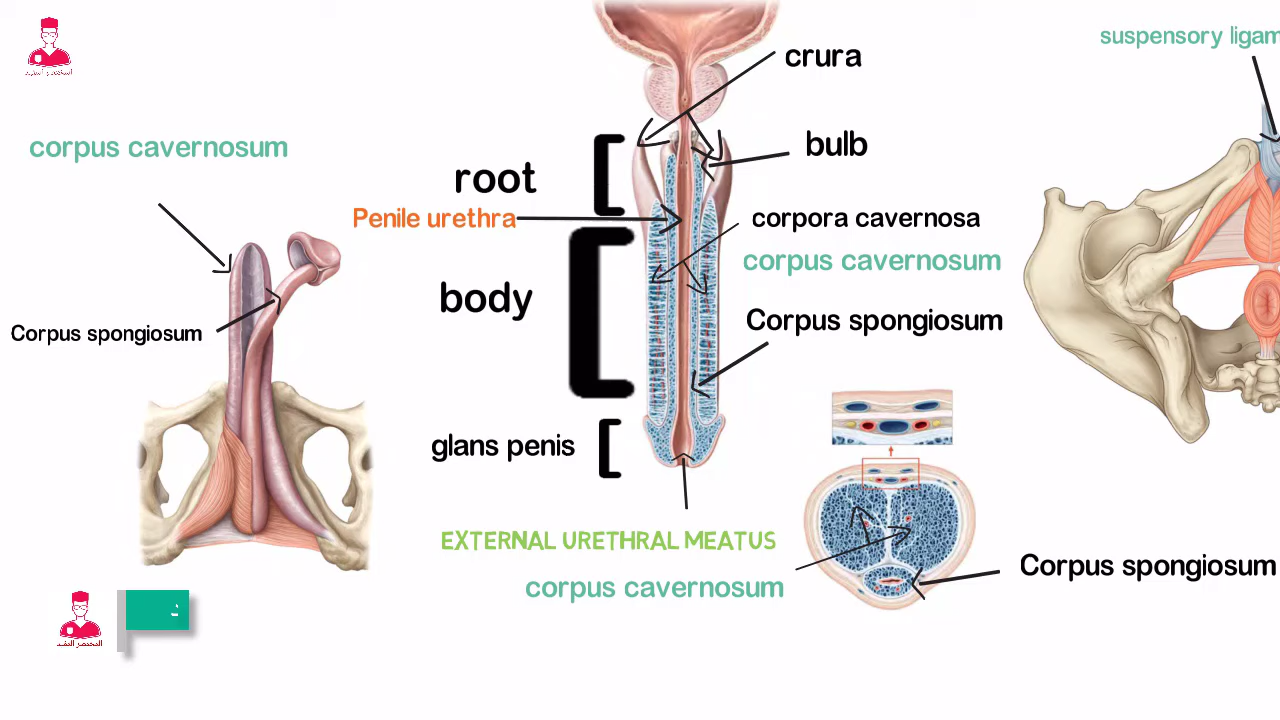 suspensory ligam
crura
corpus cavernosum
bulb
root
Penile urethra
corpora cavernosa
corpus cavernosum
body
Corpus spongiosum
Corpus spongiosum
glans penis
EXTERNAL URETHRAL MEATUS
corpus cavernosum
Corpus spongiosum